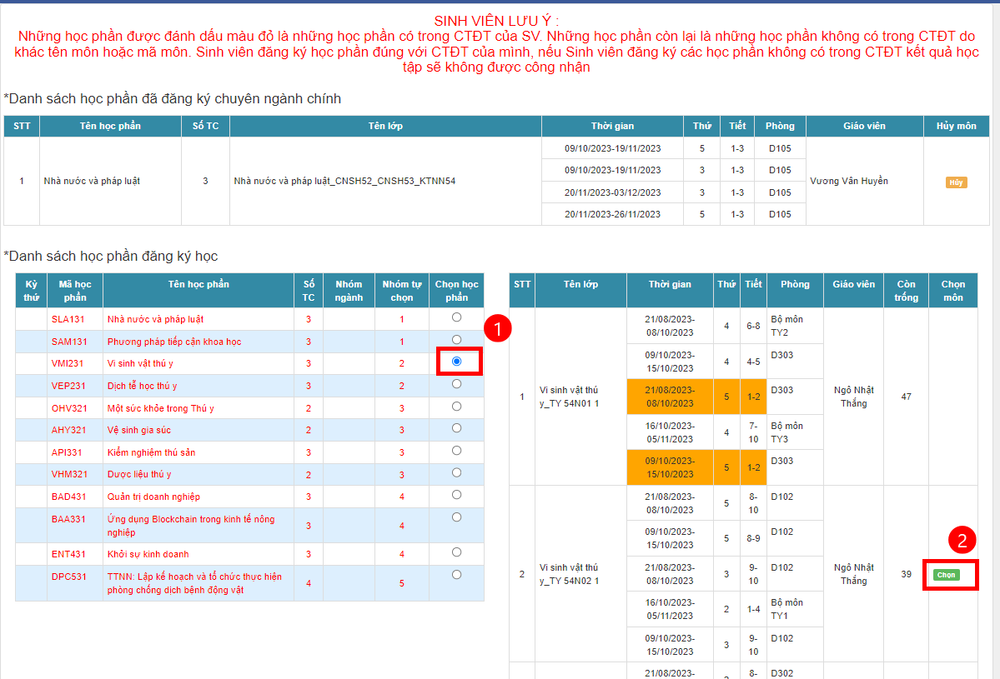 SINH VIÊN LƯU Ý :
Những học phần được đánh dấu màu đỏ là những học phần có trong CTĐT của SV. Những học phần còn lại là những học phần không có trong CTĐT do
khác tên môn hoặc mã môn. Sinh viên đăng ký học phần đúng với CTĐT của mình, nếu Sinh viên đăng ký các học phần không có trong CTĐT kết quả học
tập sẽ không được công nhận
*Danh sách học phần đã đăng ký chuyên ngành chính
STT Tên học phần Số TC Tên lớp Thời gian Thứ Tiết Phòng Giáo viên Hủy môn
1 Nhà nước và pháp luật 3 Nhà nước và pháp luật_CNSH52_CNSH53_KTNN54
09/10/2023-19/11/2023 5 1-3 D105
09/10/2023-19/11/2023 3 1-3 D105
20/11/2023-03/12/2023 3 1-3 D105
20/11/2023-26/11/2023 5 1-3 D105
Vương Vân Huyền Hủy
*Danh sách học phần đăng ký học
Kỳ thứ Mã học phần Tên học phần Số TC Nhóm ngành Nhóm tự chọn Chọn học phần
SLA131 Nhà nước và pháp luật 3 1
SAM131 Phương pháp tiếp cận khoa học 3 1
VMI231 Vi sinh vật thú y 3 2
VEP231 Dịch tễ học thú y 3 2
OHV321 Một sức khỏe trong Thú y 2 3
AHY321 Vệ sinh gia súc 2 3
API331 Kiểm nghiệm thú sản 3 3
VHM321 Dược liệu thú y 2 3
BAD431 Quản trị doanh nghiệp 3 4
BAA331 Ứng dụng Blockchain trong kinh tế nông
nghiệp 3 4
ENT431 Khởi sự kinh doanh 3 4
DPC531 TTNN: Lập kế hoạch và tổ chức thực hiện
phòng chống dịch bệnh động vật 4 5
1
STT Tên lớp Thời gian Thứ Tiết Phòng Giáo viên Còn trống Chọn môn
1 Vi sinh vật thú
y_TY 54N01 1
21/08/2023-
08/10/2023 4 6-8 Bộ môn
TY2
09/10/2023-
15/10/2023 4 4-5 D303
21/08/2023-
08/10/2023 5 1-2 D303
16/10/2023-
05/11/2023 4 7-
10 Bộ môn
TY3
09/10/2023-
15/10/2023 5 1-2 D303
Ngô Nhật
Thắng 47
2 Vi sinh vật thú
y_TY 54N02 1
21/08/2023-
08/10/2023 5 8-
10 D102
09/10/2023-
15/10/2023 5 8-9 D102
21/08/2023-
08/10/2023 3 9-
10 D102
16/10/2023-
05/11/2023 2 1-4 Bộ môn
TY1
09/10/2023-
15/10/2023 3 9-
10 D102
Ngô Nhật
Thắng 39
2
Chọn
21/08/2023- 8- D302